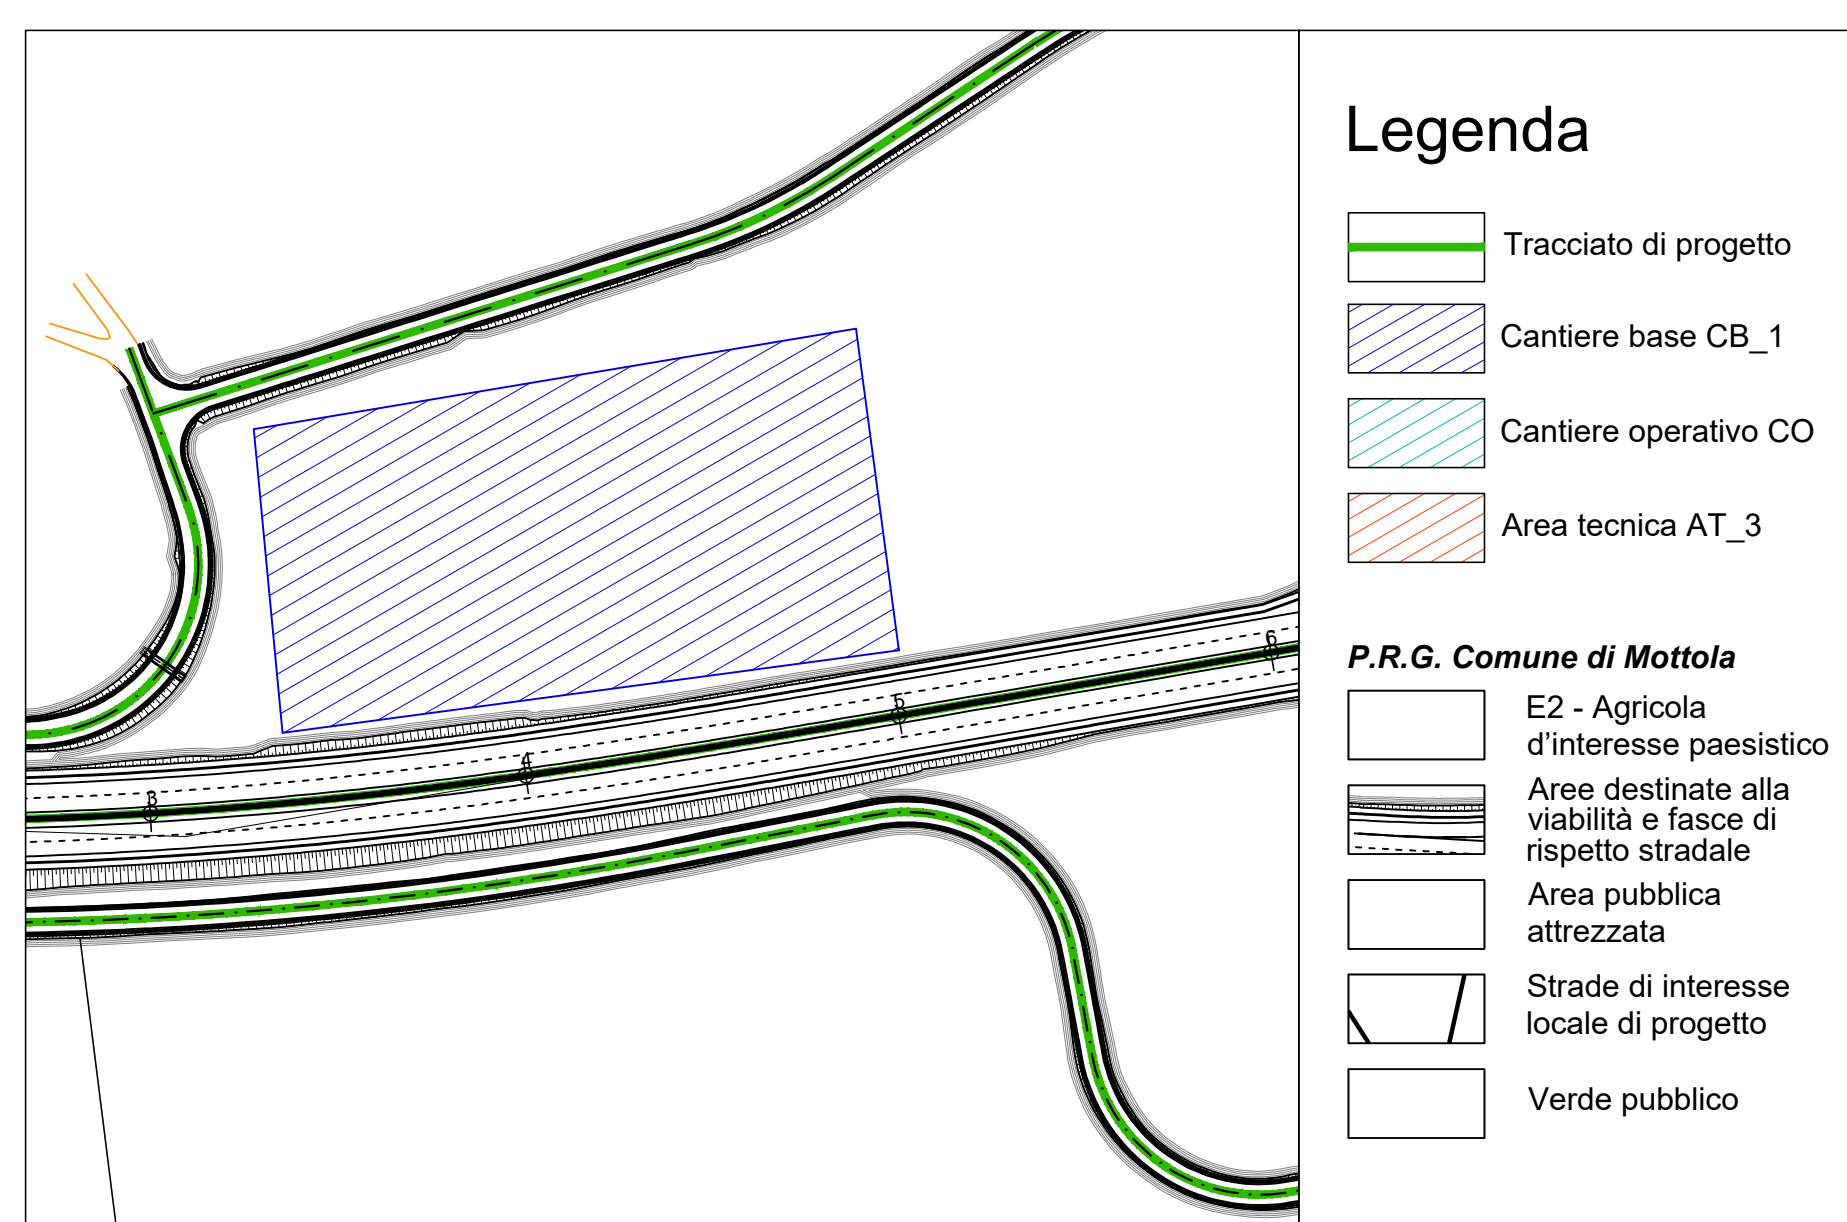 Legenda
Tracciato di progetto
Cantiere base CB_1
Cantiere operativo CO
Area tecnica AT_3
P.R.G. Comune di Mottola
E2 - Agricola
d’interesse paesistico
Aree destinate alla
viabilità e fasce di
rispetto stradale
Area pubblica
attrezzata
Strade di interesse
locale di progetto
Verde pubblico
3
4
5
6